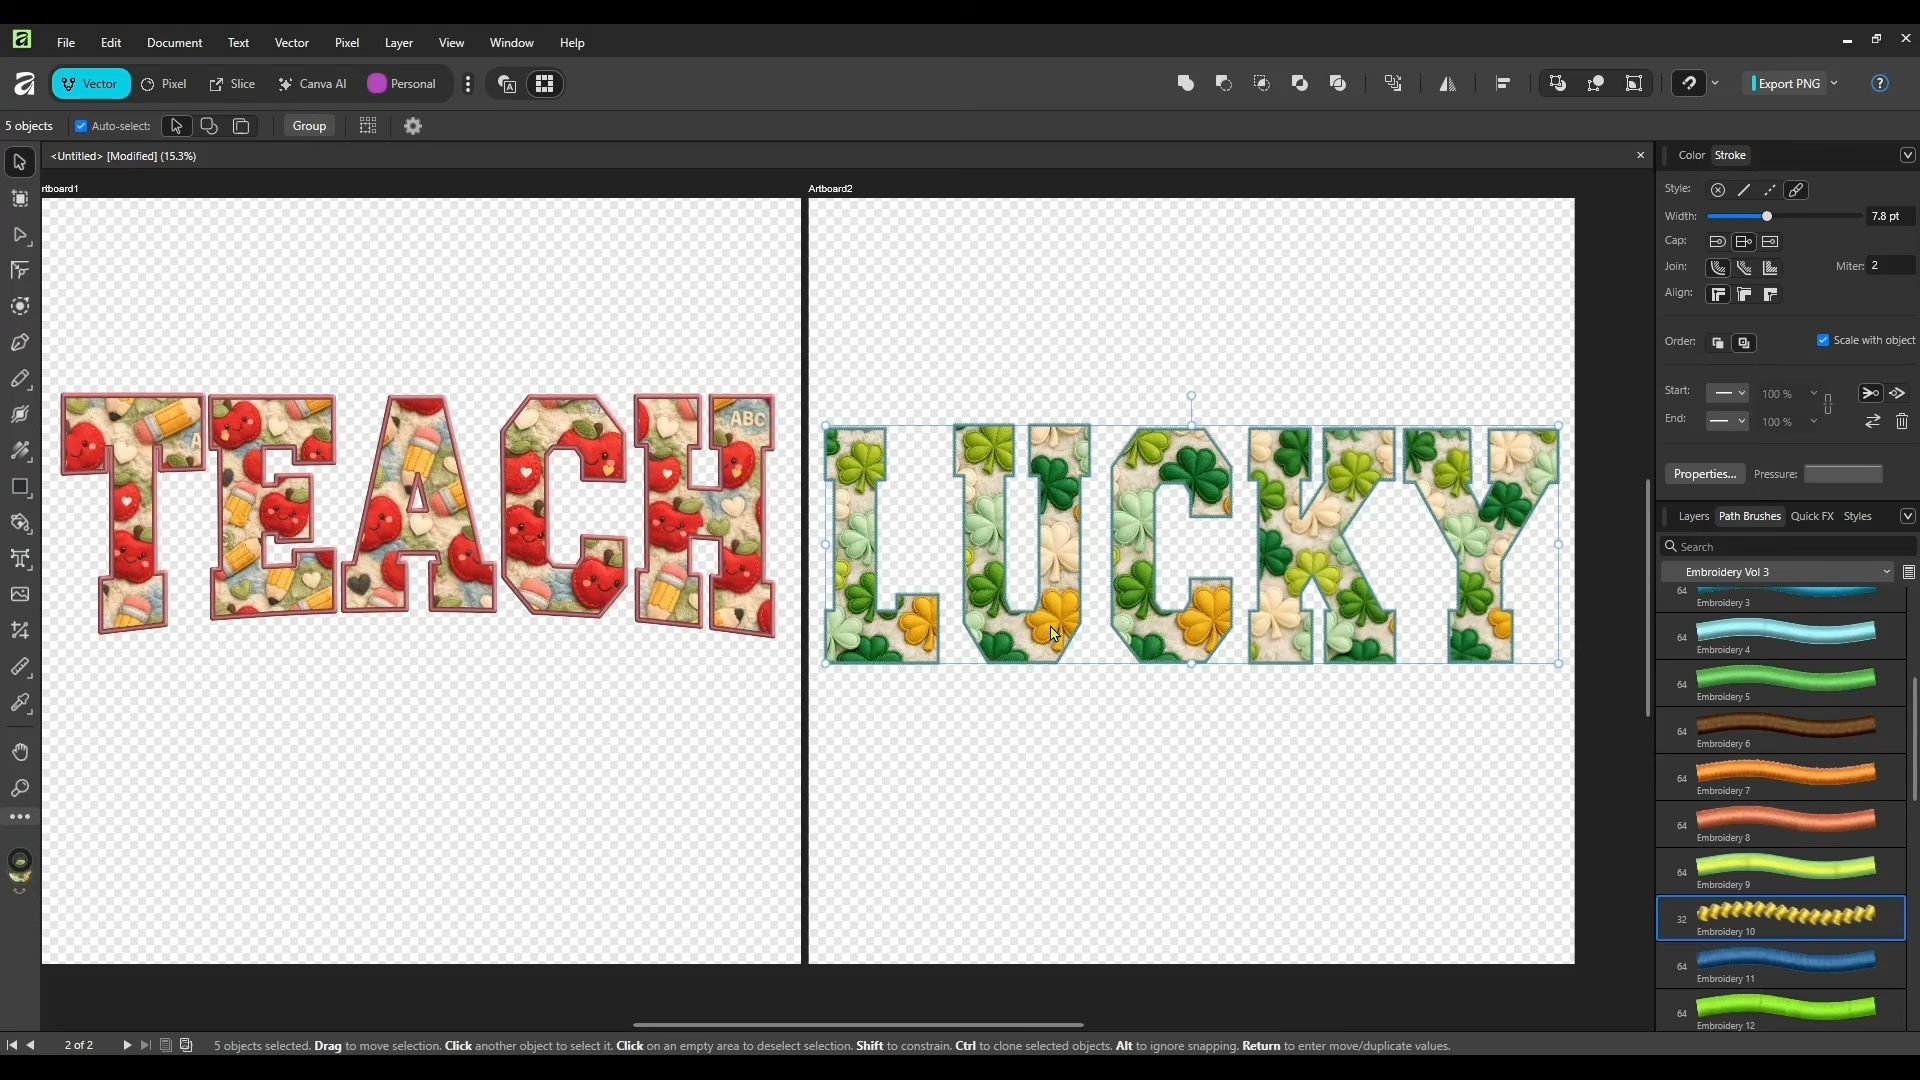 File Edit Document Text Vector Pixel Layer View Window Help
Vector Pixel Slice Canva AI Personal Export PNG
5 objects Auto-select: Group
<Untitled> [Modified] (15.3%)
Color Stroke
rtboard1 Artboard2
Style:
Width: 7.8 pt
Cap:
Join: Miter: 2
Align:
Order: Scale with object
Start: 100 %
End: 100 %
Properties... Pressure:
Layers Path Brushes Quick FX Styles
Search
Embroidery Vol 3
64
Embroidery 3
64
Embroidery 4
64
Embroidery 5
64
Embroidery 6
64
Embroidery 7
64
Embroidery 8
64
Embroidery 9
32
Embroidery 10
64
Embroidery 11
64
Embroidery 12
TEACH
ABC
LUCKY
2 of 2 5 objects selected. Drag to move selection. Click another object to select it. Click on an empty area to deselect selection. Shift to constrain. Ctrl to clone selected objects. Alt to ignore snapping. Return to enter move/duplicate values.